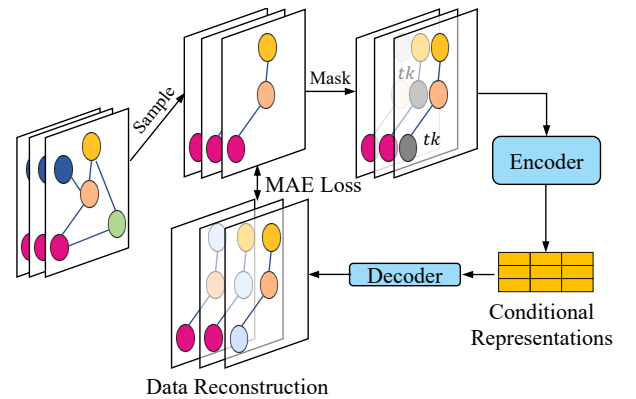 Sample
Mask
tk
tk
Encoder
MAE Loss
Decoder
Conditional
Representations
Data Reconstruction